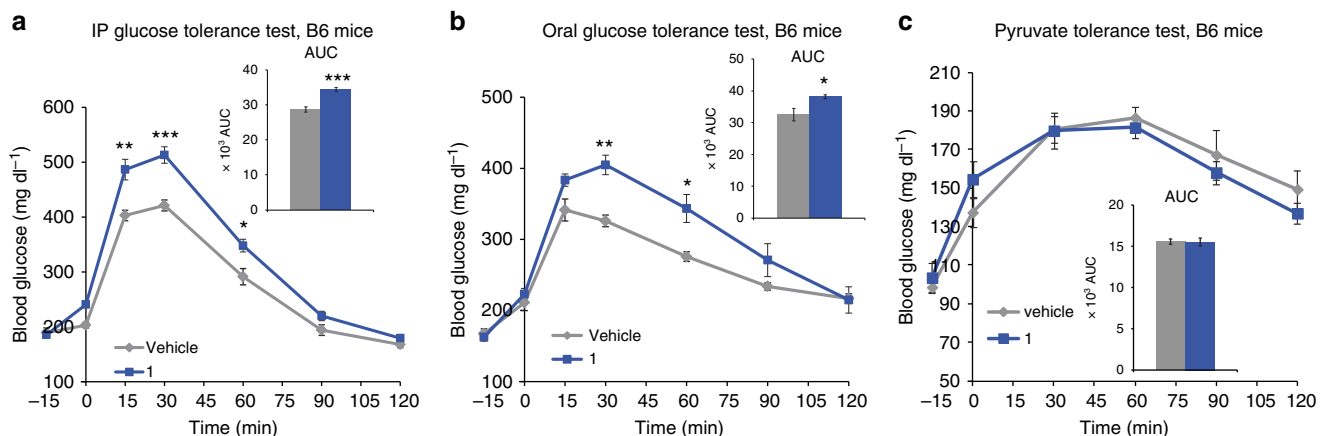 a
IP glucose tolerance test, B6 mice
AUC
40
30
20
10
0
× 10³ AUC
***
600
500
400
300
200
100
Blood glucose (mg dl⁻¹)
**
***
*
Vehicle
1
–15 0 15 30 45 60 75 90 105 120
Time (min)
b
Oral glucose tolerance test, B6 mice
AUC
50
40
30
20
10
0
× 10³ AUC
*
500
400
300
200
100
Blood glucose (mg dl⁻¹)
**
*
Vehicle
1
–15 0 15 30 45 60 75 90 105 120
Time (min)
c
Pyruvate tolerance test, B6 mice
210
190
170
150
130
110
90
70
50
Blood glucose (mg dl⁻¹)
AUC
20
15
10
5
0
× 10³ AUC
vehicle
1
–15 0 15 30 45 60 75 90 105 120
Time (min)